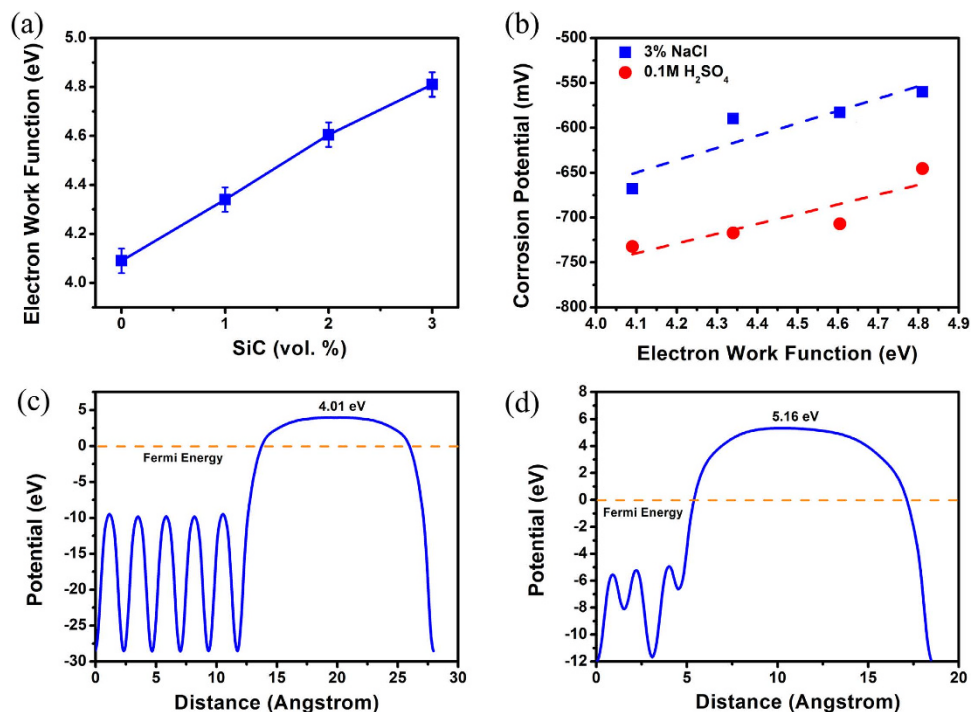 (a)
5.0
4.8
4.6
4.4
4.2
4.0
Electron Work Function (eV)
0 1 2 3
SiC (vol. %)
(b)
-500
-550
-600
-650
-700
-750
-800
Corrosion Potential (mV)
3% NaCl
0.1M H₂SO₄
4.0 4.1 4.2 4.3 4.4 4.5 4.6 4.7 4.8 4.9
Electron Work Function (eV)
(c)
5
0
-5
-10
-15
-20
-25
-30
Potential (eV)
4.01 eV
Fermi Energy
0 5 10 15 20 25 30
Distance (Angstrom)
(d)
8
6
4
2
0
-2
-4
-6
-8
-10
-12
Potential (eV)
5.16 eV
Fermi Energy
0 5 10 15 20
Distance (Angstrom)